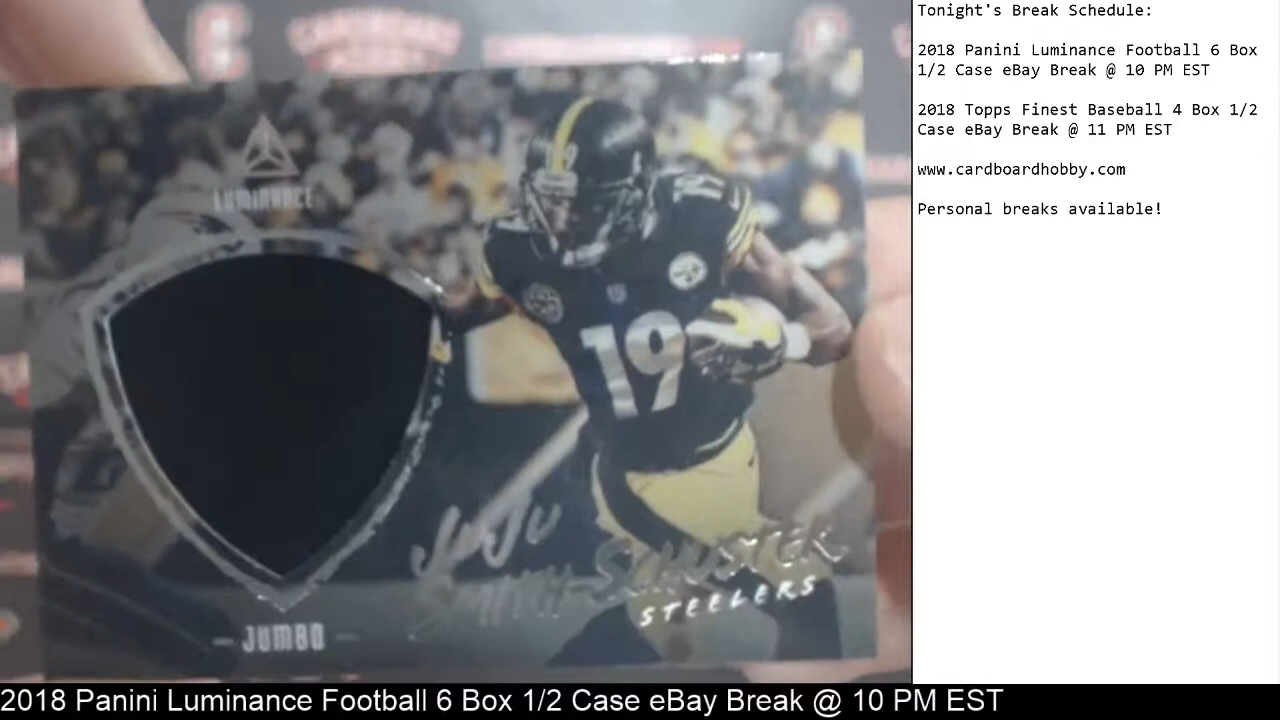 LUMINANCE
19
JUJU
SMITH-SCHUSTER
STEELERS
JUMBO
Tonight's Break Schedule:
2018 Panini Luminance Football 6 Box
1/2 Case eBay Break @ 10 PM EST
2018 Topps Finest Baseball 4 Box 1/2
Case eBay Break @ 11 PM EST
www.cardboardhobby.com
Personal breaks available!
2018 Panini Luminance Football 6 Box 1/2 Case eBay Break @ 10 PM EST